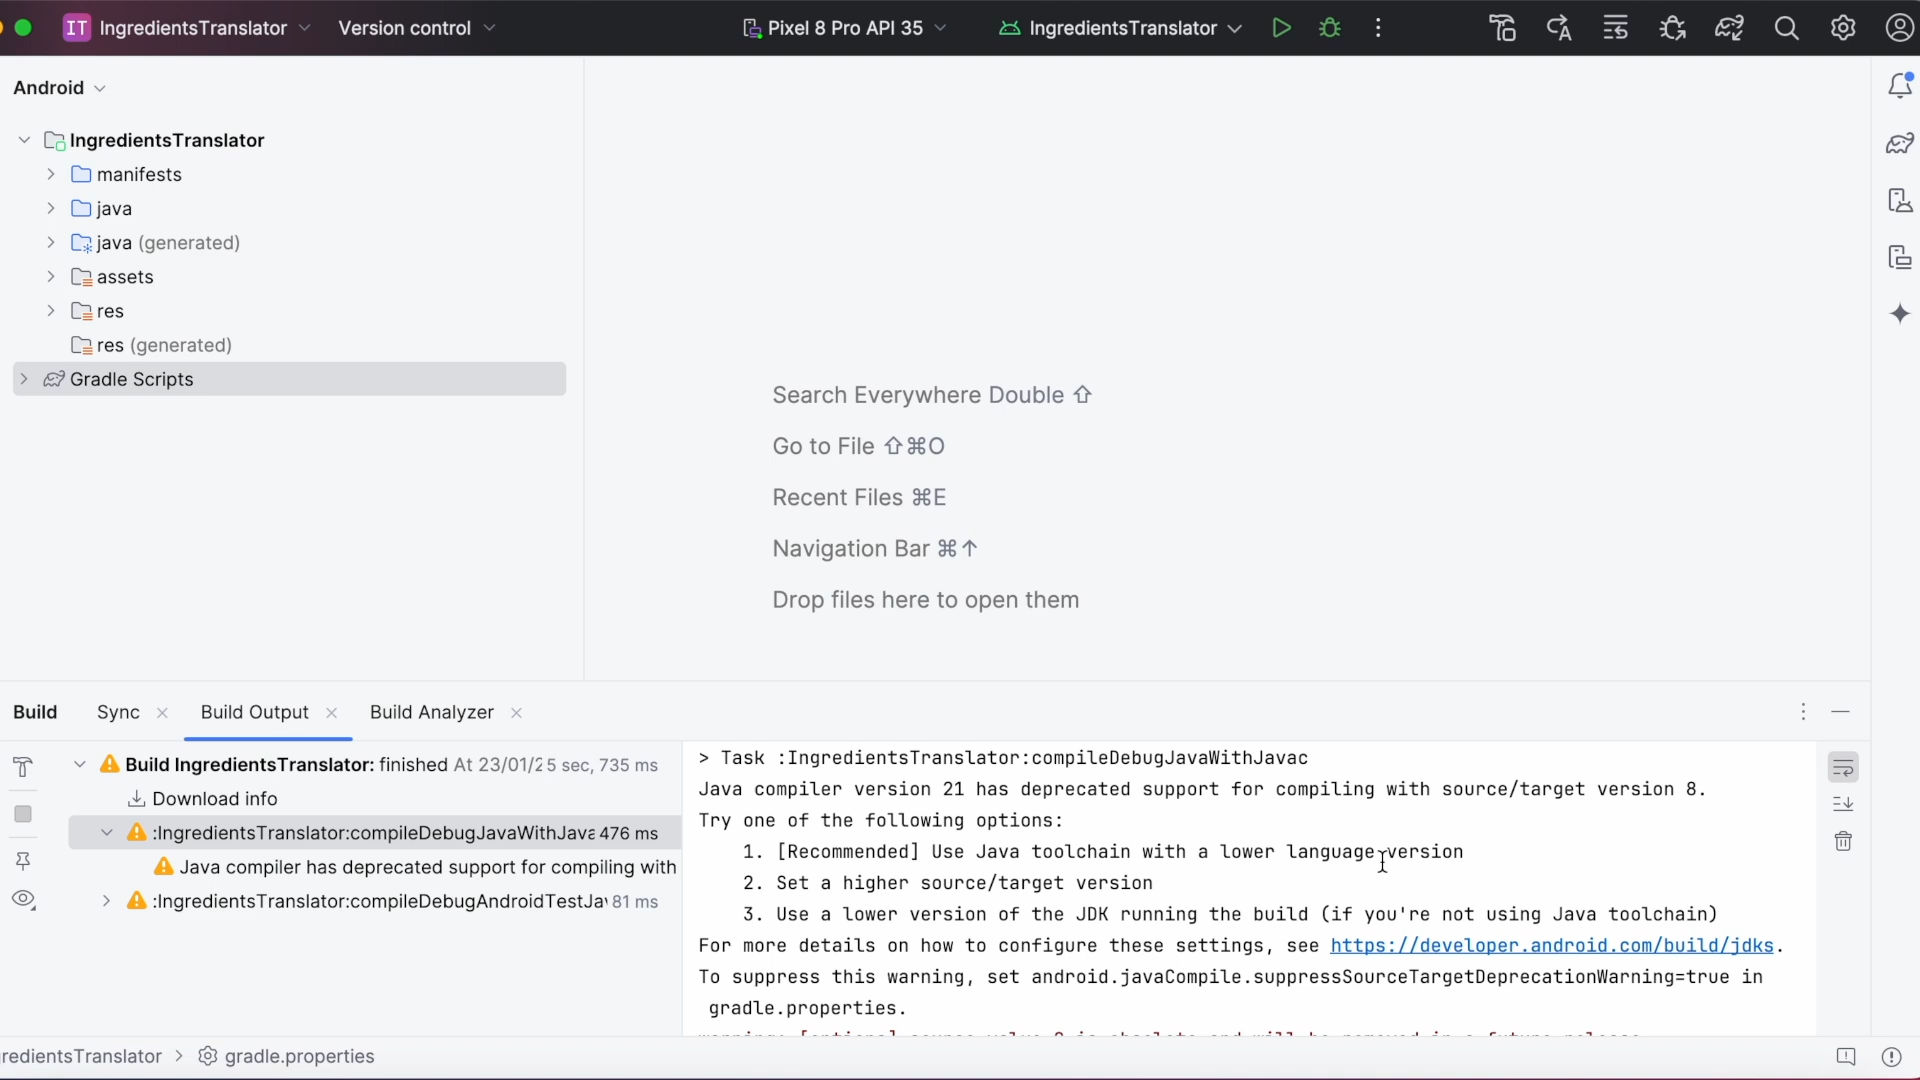 IT IngredientsTranslator
Version control
Pixel 8 Pro API 35
IngredientsTranslator
Android
IngredientsTranslator
manifests
java
java (generated)
assets
res
res (generated)
Gradle Scripts
Search Everywhere Double ⇧
Go to File ⇧⌘O
Recent Files ⌘E
Navigation Bar ⌘↑
Drop files here to open them
Build
Sync
Build Output
Build Analyzer
Build IngredientsTranslator: finished At 23/01/2 5 sec, 735 ms
Download info
:IngredientsTranslator:compileDebugJavaWithJava 476 ms
Java compiler has deprecated support for compiling with
:IngredientsTranslator:compileDebugAndroidTestJav 81 ms
> Task :IngredientsTranslator:compileDebugJavaWithJavac
Java compiler version 21 has deprecated support for compiling with source/target version 8.
Try one of the following options:
1. [Recommended] Use Java toolchain with a lower language version
2. Set a higher source/target version
3. Use a lower version of the JDK running the build (if you're not using Java toolchain)
For more details on how to configure these settings, see https://developer.android.com/build/jdks.
To suppress this warning, set android.javaCompile.suppressSourceTargetDeprecationWarning=true in
gradle.properties.
redientsTranslator > gradle.properties